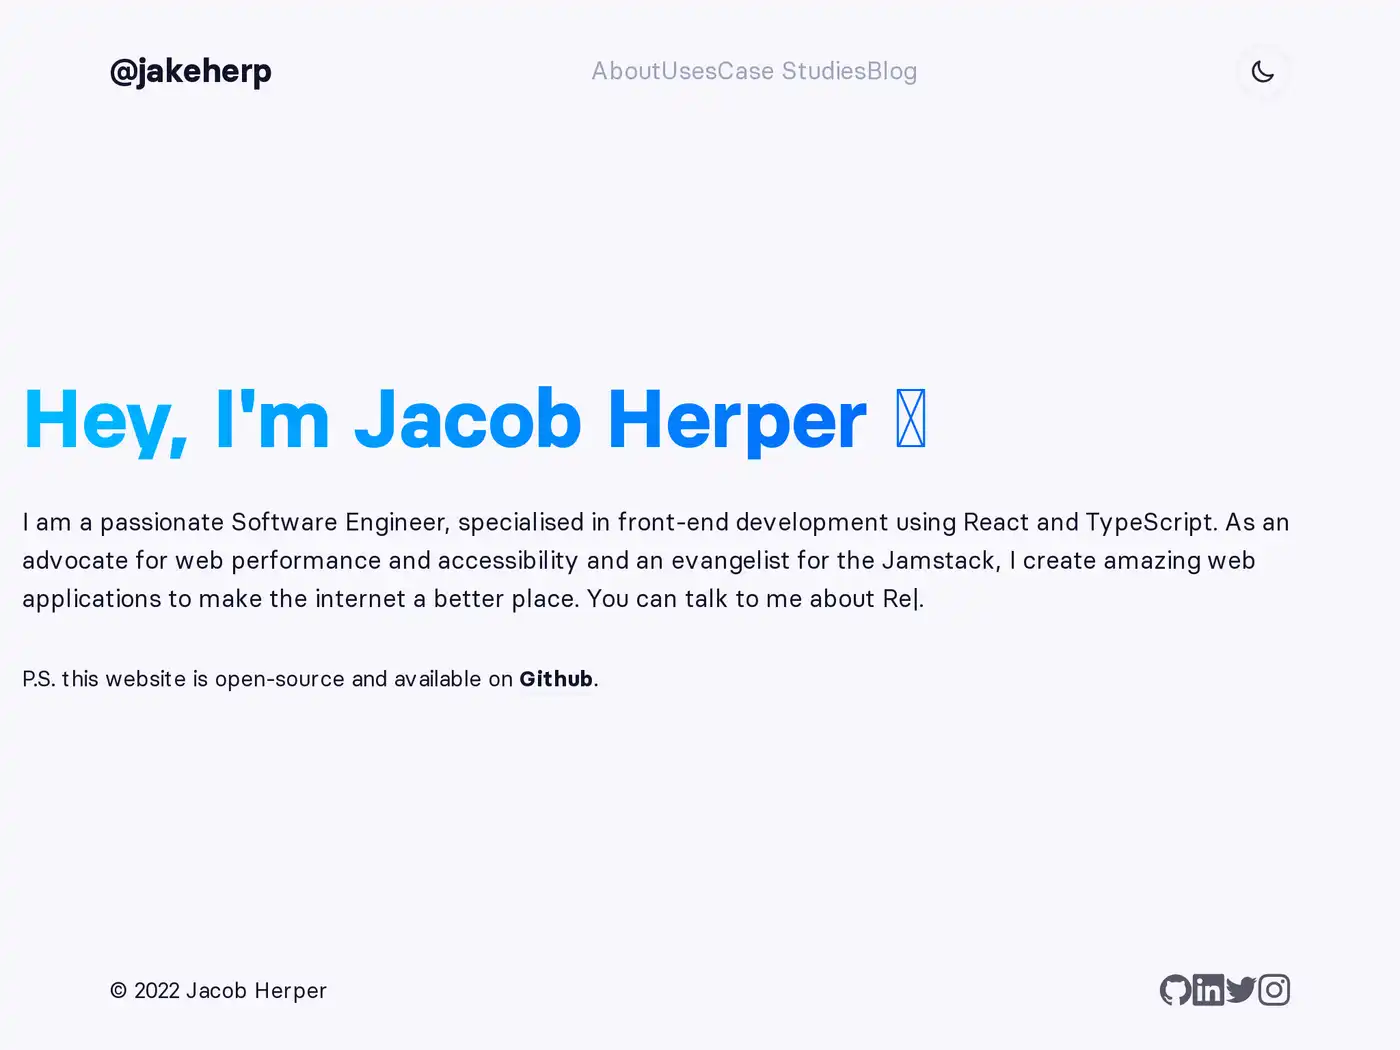 @jakeherp
AboutUsesCase StudiesBlog
Hey, I'm Jacob Herper
I am a passionate Software Engineer, specialised in front-end development using React and TypeScript. As an
advocate for web performance and accessibility and an evangelist for the Jamstack, I create amazing web
applications to make the internet a better place. You can talk to me about Re|.
P.S. this website is open-source and available on Github.
© 2022 Jacob Herper